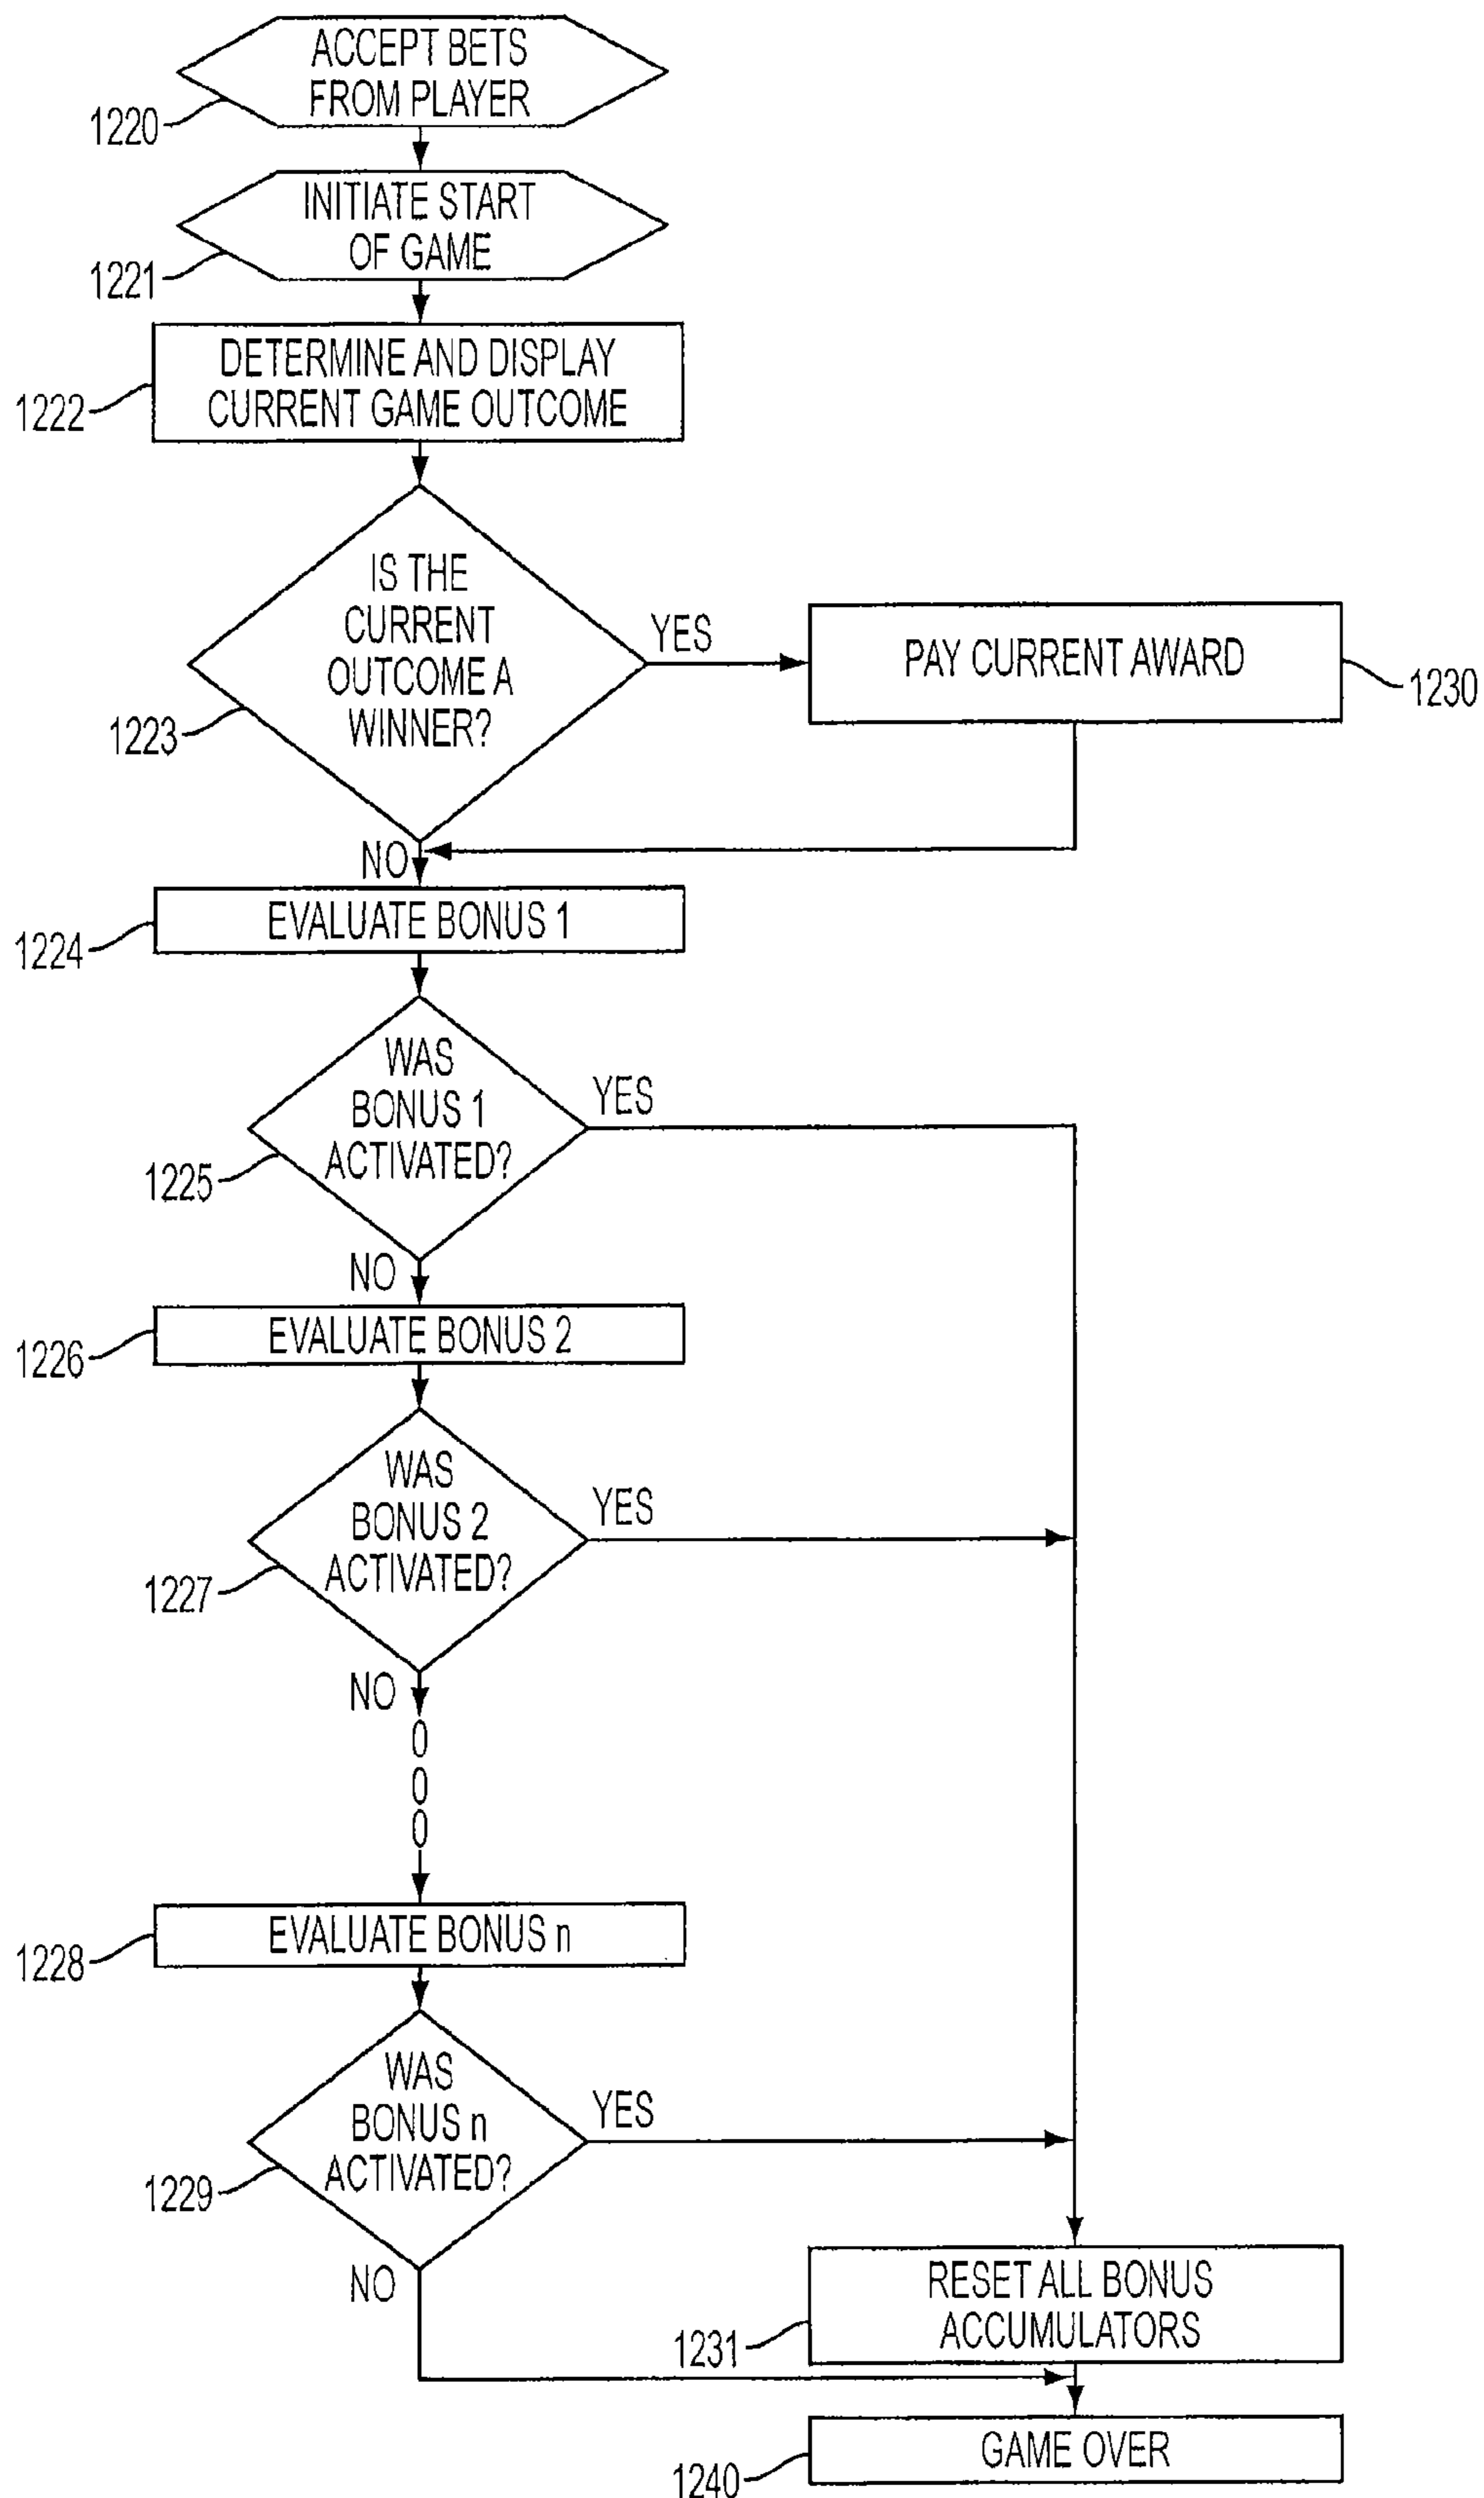 ACCEPT BETS
FROM PLAYER
1220
INITIATE START
OF GAME
1221
DETERMINE AND DISPLAY
CURRENT GAME OUTCOME
1222
IS THE
CURRENT
OUTCOME A
WINNER?
1223
YES
PAY CURRENT AWARD
1230
NO
EVALUATE BONUS 1
1224
WAS
BONUS 1
ACTIVATED?
1225
YES
NO
EVALUATE BONUS 2
1226
WAS
BONUS 2
ACTIVATED?
1227
YES
NO
0
0
0
EVALUATE BONUS n
1228
WAS
BONUS n
ACTIVATED?
1229
YES
NO
RESET ALL BONUS
ACCUMULATORS
1231
GAME OVER
1240